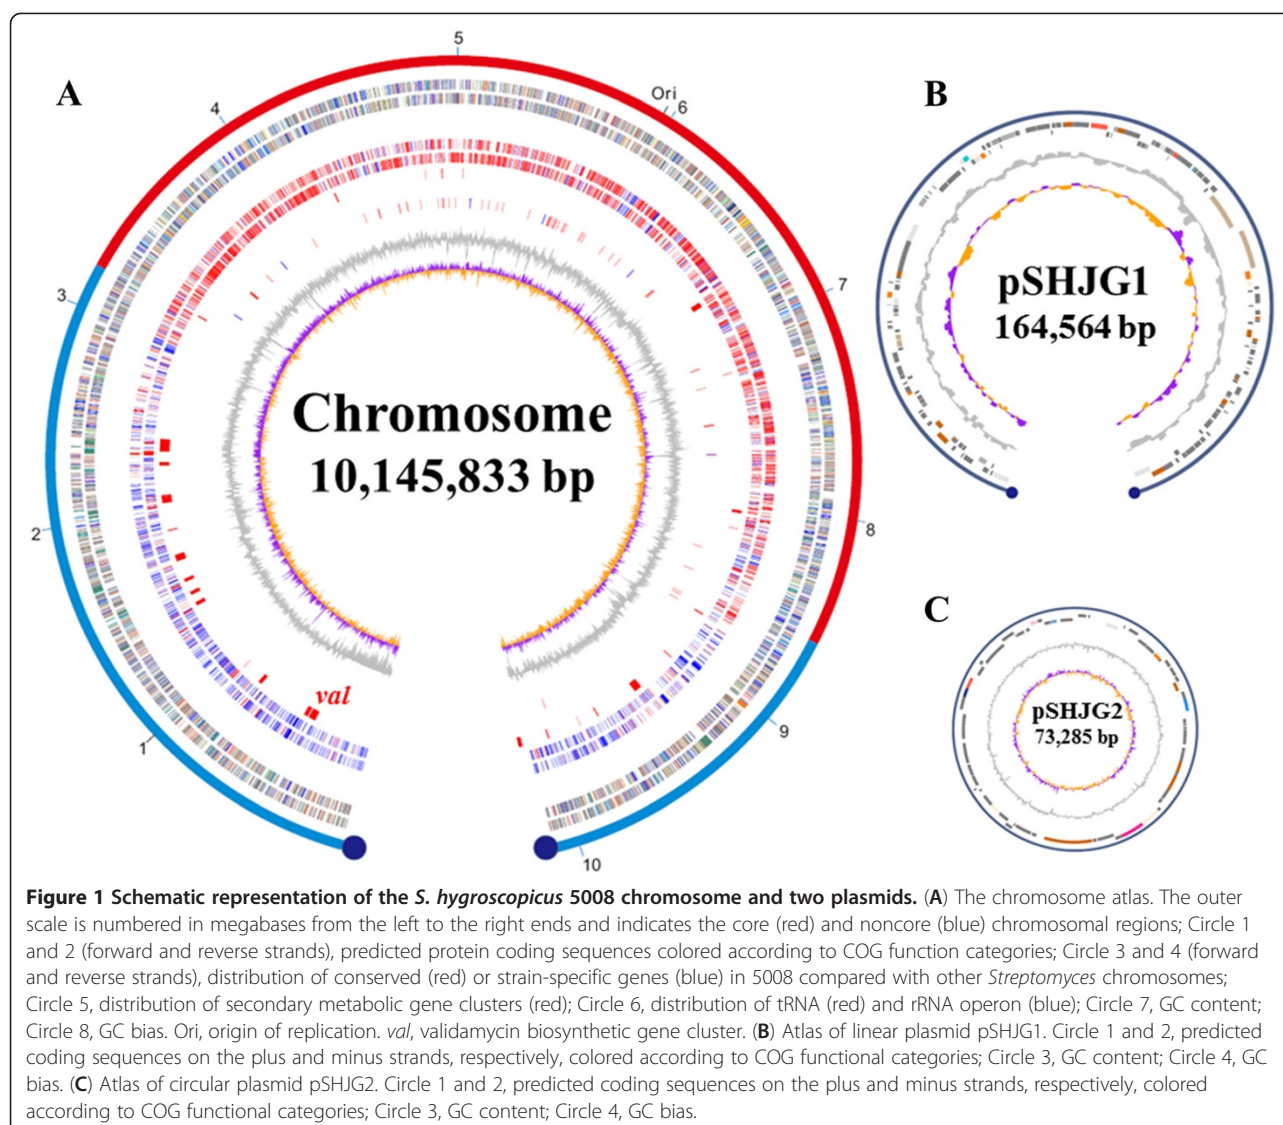 A
5
4
Ori
6
3
7
2
8
1
9
10
Chromosome
10,145,833 bp
val
B
pSHJG1
164,564 bp
C
pSHJG2
73,285 bp
Figure 1 Schematic representation of the S. hygroscopicus 5008 chromosome and two plasmids. (A) The chromosome atlas. The outer
scale is numbered in megabases from the left to the right ends and indicates the core (red) and noncore (blue) chromosomal regions; Circle 1
and 2 (forward and reverse strands), predicted protein coding sequences colored according to COG function categories; Circle 3 and 4 (forward
and reverse strands), distribution of conserved (red) or strain-specific genes (blue) in 5008 compared with other Streptomyces chromosomes;
Circle 5, distribution of secondary metabolic gene clusters (red); Circle 6, distribution of tRNA (red) and rRNA operon (blue); Circle 7, GC content;
Circle 8, GC bias. Ori, origin of replication. val, validamycin biosynthetic gene cluster. (B) Atlas of linear plasmid pSHJG1. Circle 1 and 2, predicted
coding sequences on the plus and minus strands, respectively, colored according to COG functional categories; Circle 3, GC content; Circle 4, GC
bias. (C) Atlas of circular plasmid pSHJG2. Circle 1 and 2, predicted coding sequences on the plus and minus strands, respectively, colored
according to COG functional categories; Circle 3, GC content; Circle 4, GC bias.